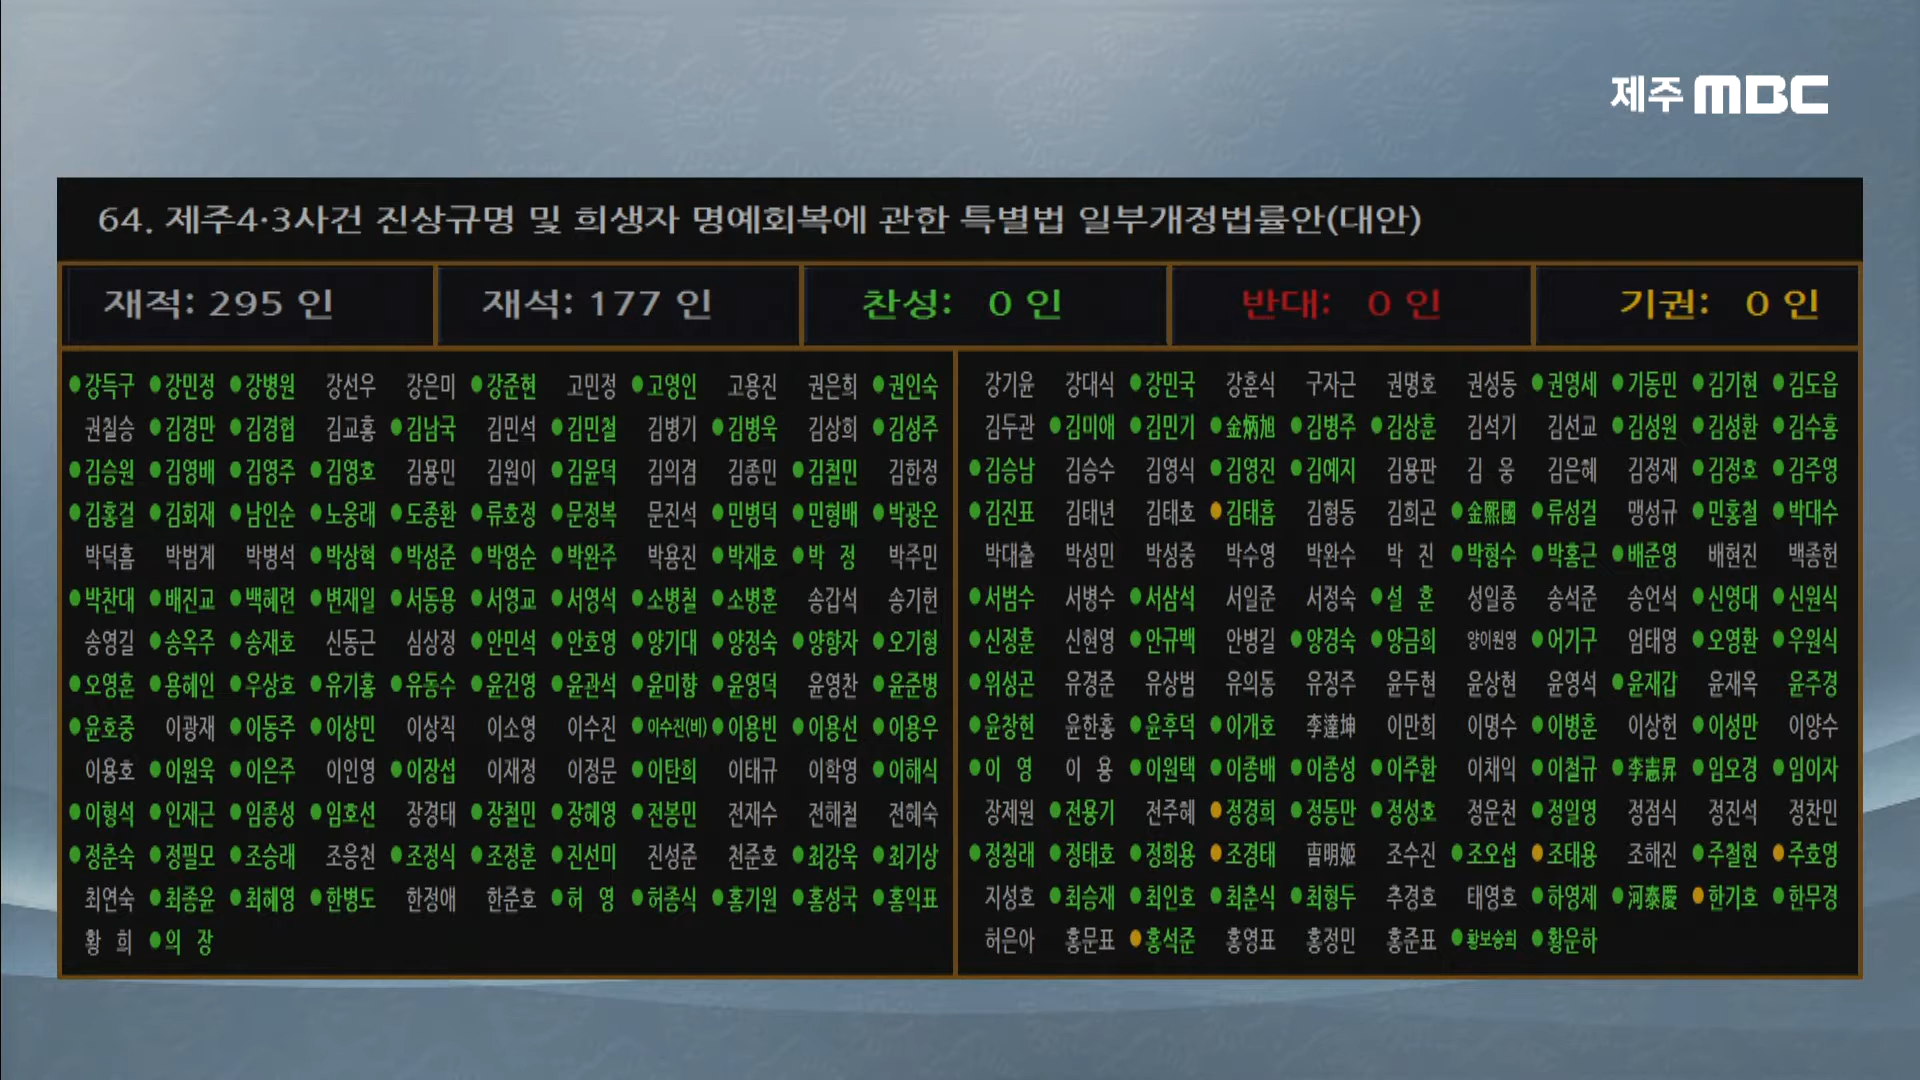 제주 MBC
64. 제주4·3사건 진상규명 및 희생자 명예회복에 관한 특별법 일부개정법률안(대안)
재적: 295 인 재석: 177 인 찬성: 0 인 반대: 0 인 기권: 0 인
강득구 강민정 강병원 강선우 강은미 강준현 고민정 고영인 고용진 권은희 권인숙
권칠승 김경만 김경협 김교흥 김남국 김민석 김민철 김병기 김병욱 김상희 김성주
김승원 김영배 김영주 김영호 김용민 김원이 김윤덕 김의겸 김종민 김철민 김한정
김홍걸 김회재 남인순 노웅래 도종환 류호정 문정복 문진석 민병덕 민형배 박광온
박덕흠 박범계 박병석 박상혁 박성준 박영순 박완주 박용진 박재호 박 정 박주민
박찬대 배진교 백혜련 변재일 서동용 서영교 서영석 소병철 소병훈 송갑석 송기헌
송영길 송옥주 송재호 신동근 심상정 안민석 안호영 양기대 양정숙 양향자 오기형
오영훈 용혜인 우상호 유기홍 유동수 윤건영 윤관석 윤미향 윤영덕 윤영찬 윤준병
윤호중 이광재 이동주 이상민 이상직 이소영 이수진 이수진(비) 이용빈 이용선 이용우
이용호 이원욱 이은주 이인영 이장섭 이재정 이정문 이탄희 이태규 이학영 이해식
이형석 인재근 임종성 임호선 장경태 장철민 장혜영 전봉민 전재수 전해철 전혜숙
정춘숙 정필모 조승래 조응천 조정식 조정훈 진선미 진성준 천준호 최강욱 최기상
최연숙 최종윤 최혜영 한병도 한정애 한준호 허 영 허종식 홍기원 홍성국 홍익표
황 희 의 장
강기윤 강대식 강민국 강훈식 구자근 권명호 권성동 권영세 기동민 김기현 김도읍
김두관 김미애 김민기 金炳旭 김병주 김상훈 김석기 김선교 김성원 김성환 김수흥
김승남 김승수 김영식 김영진 김예지 김용판 김 웅 김은혜 김정재 김정호 김주영
김진표 김태년 김태호 김태흠 김형동 김희곤 金熙國 류성걸 맹성규 민홍철 박대수
박대출 박성민 박성중 박수영 박완수 박 진 박형수 박홍근 배준영 배현진 백종헌
서범수 서병수 서삼석 서일준 서정숙 설 훈 성일종 송석준 송언석 신영대 신원식
신정훈 신현영 안규백 안병길 양경숙 양금희 양이원영 어기구 엄태영 오영환 우원식
위성곤 유경준 유상범 유의동 유정주 윤두현 윤상현 윤영석 윤재갑 윤재옥 윤주경
윤창현 윤한홍 윤후덕 이개호 李達坤 이만희 이명수 이병훈 이상헌 이성만 이양수
이 영 이 용 이원택 이종배 이종성 이주환 이채익 이철규 李憲昇 임오경 임이자
장제원 전용기 전주혜 정경희 정동만 정성호 정운천 정일영 정점식 정진석 정찬민
정청래 정태호 정희용 조경태 曺明姬 조수진 조오섭 조태용 조해진 주철현 주호영
지성호 최승재 최인호 최춘식 최형두 추경호 태영호 하영제 河泰慶 한기호 한무경
허은아 홍문표 홍석준 홍영표 홍정민 홍준표 황보승희 황운하